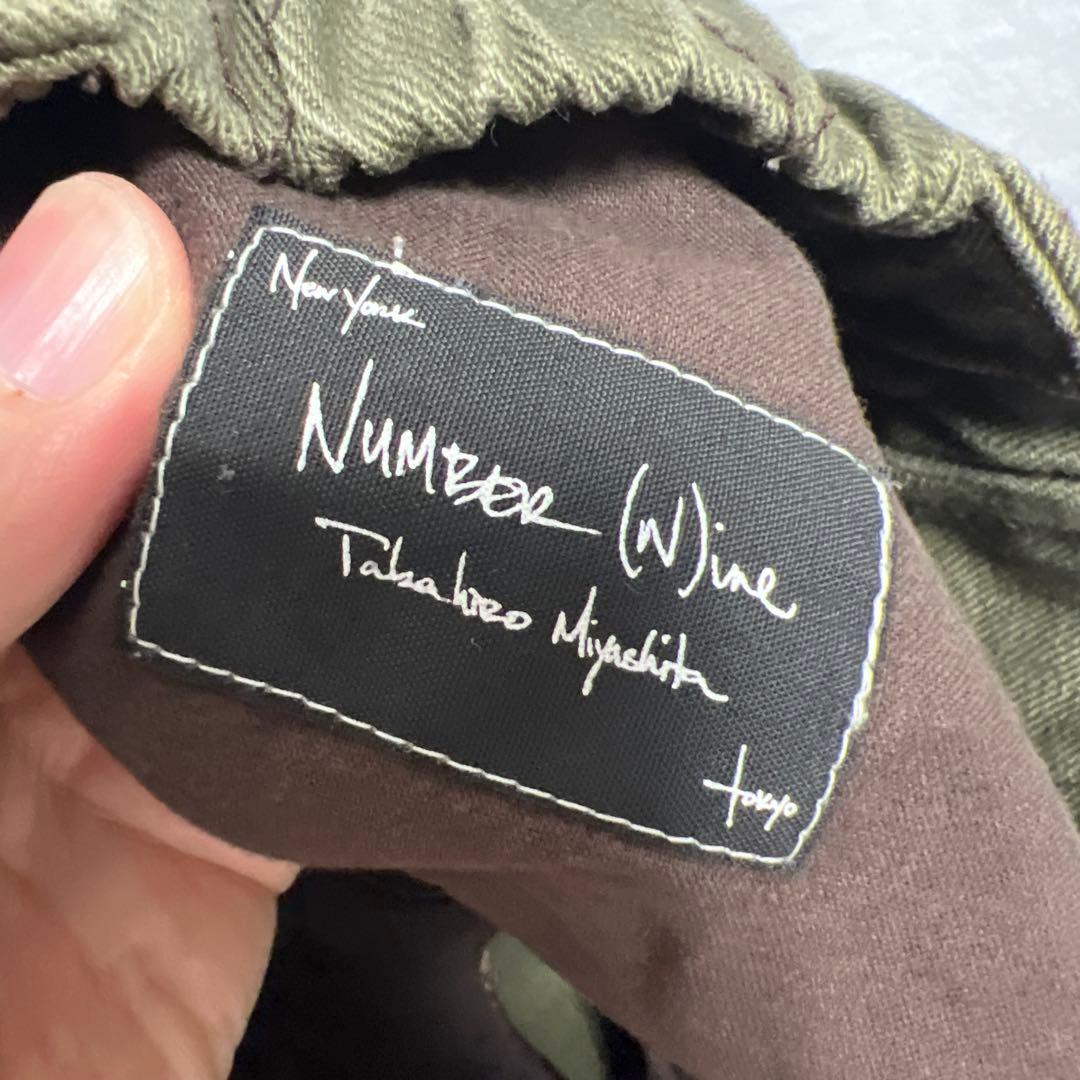 New York
NUMBER (N)ine
Takahiro Miyashita
tokyo